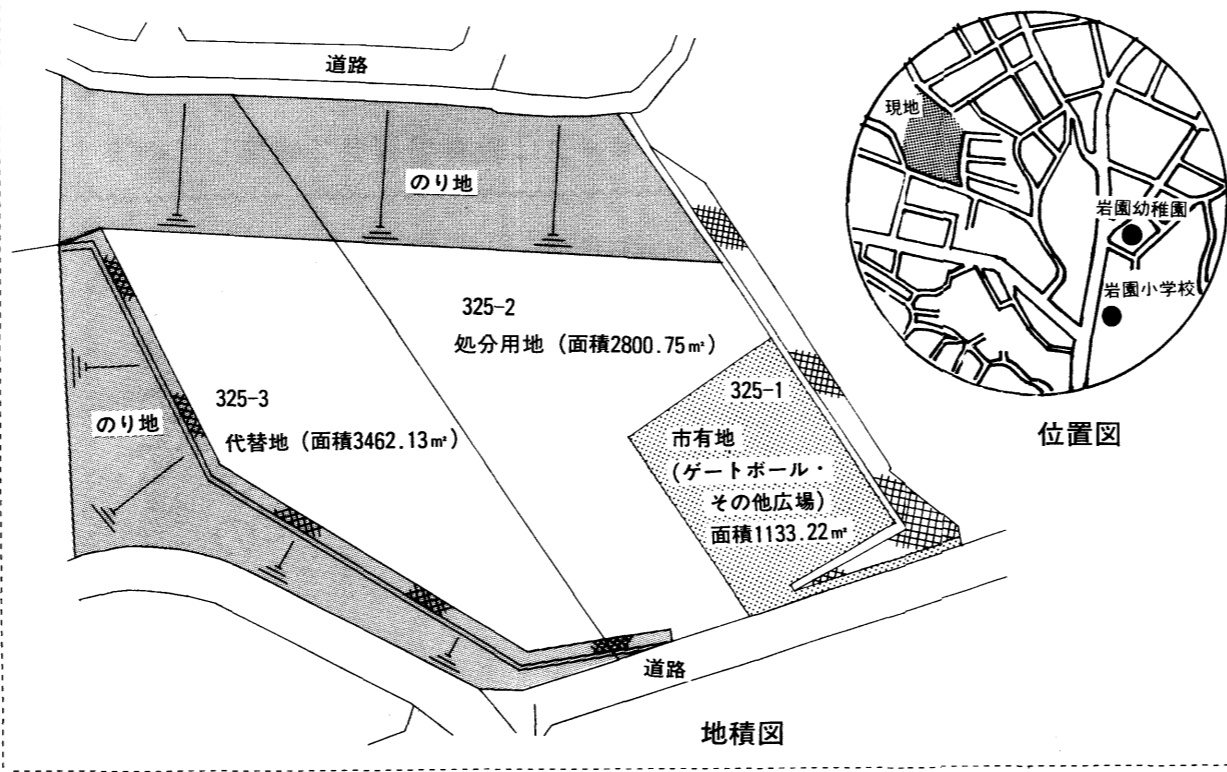 道路
のり地
325-2
処分用地（面積2800.75㎡）
325-1
市有地
（ゲートボール・
その他広場）
面積1133.22㎡
325-3
代替地（面積3462.13㎡）
のり地
道路
地積図
現地
岩園幼稚園
岩園小学校
位置図